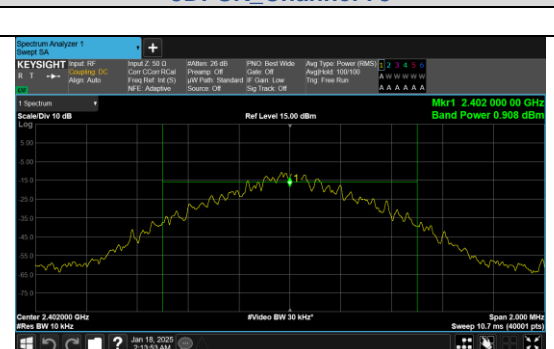 Spectrum Analyzer 1
Swept SA
+
KEYSIGHT
R T
Input: RF
Coupling: DC
Align: Auto
Input Z: 50 Ω
Corr CCorr RCal
Freq Ref: Int (S)
NFE: Adaptive
#Atten: 26 dB
Preamp: Off
µW Path: Standard
Source: Off
PNO: Best Wide
Gate: Off
IF Gain: Low
Sig Track: Off
Avg Type: Power (RMS)
Avg|Hold: 100/100
Trig: Free Run
1 2 3 4 5 6
A W W W W W
A A A A A A
1 Spectrum
Scale/Div 10 dB
Ref Level 15.00 dBm
Mkr1 2.402 000 00 GHz
Band Power 0.908 dBm
Log
5.00
-5.00
-15.0
-25.0
-35.0
-45.0
-55.0
-65.0
-75.0
1
Center 2.402000 GHz
#Res BW 10 kHz
#Video BW 30 kHz*
Span 2.000 MHz
Sweep 10.7 ms (40001 pts)
?
Jan 18, 2025
2:13:53 AM